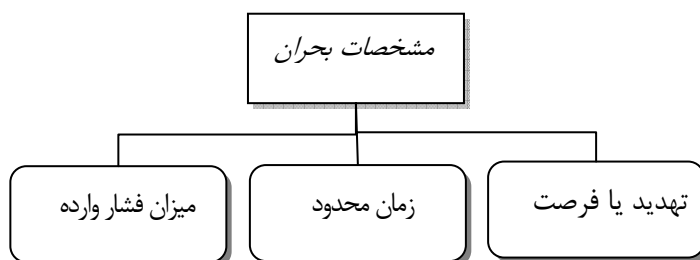 مشخصات بحران
تهدید یا فرصت
زمان محدود
میزان فشار وارده